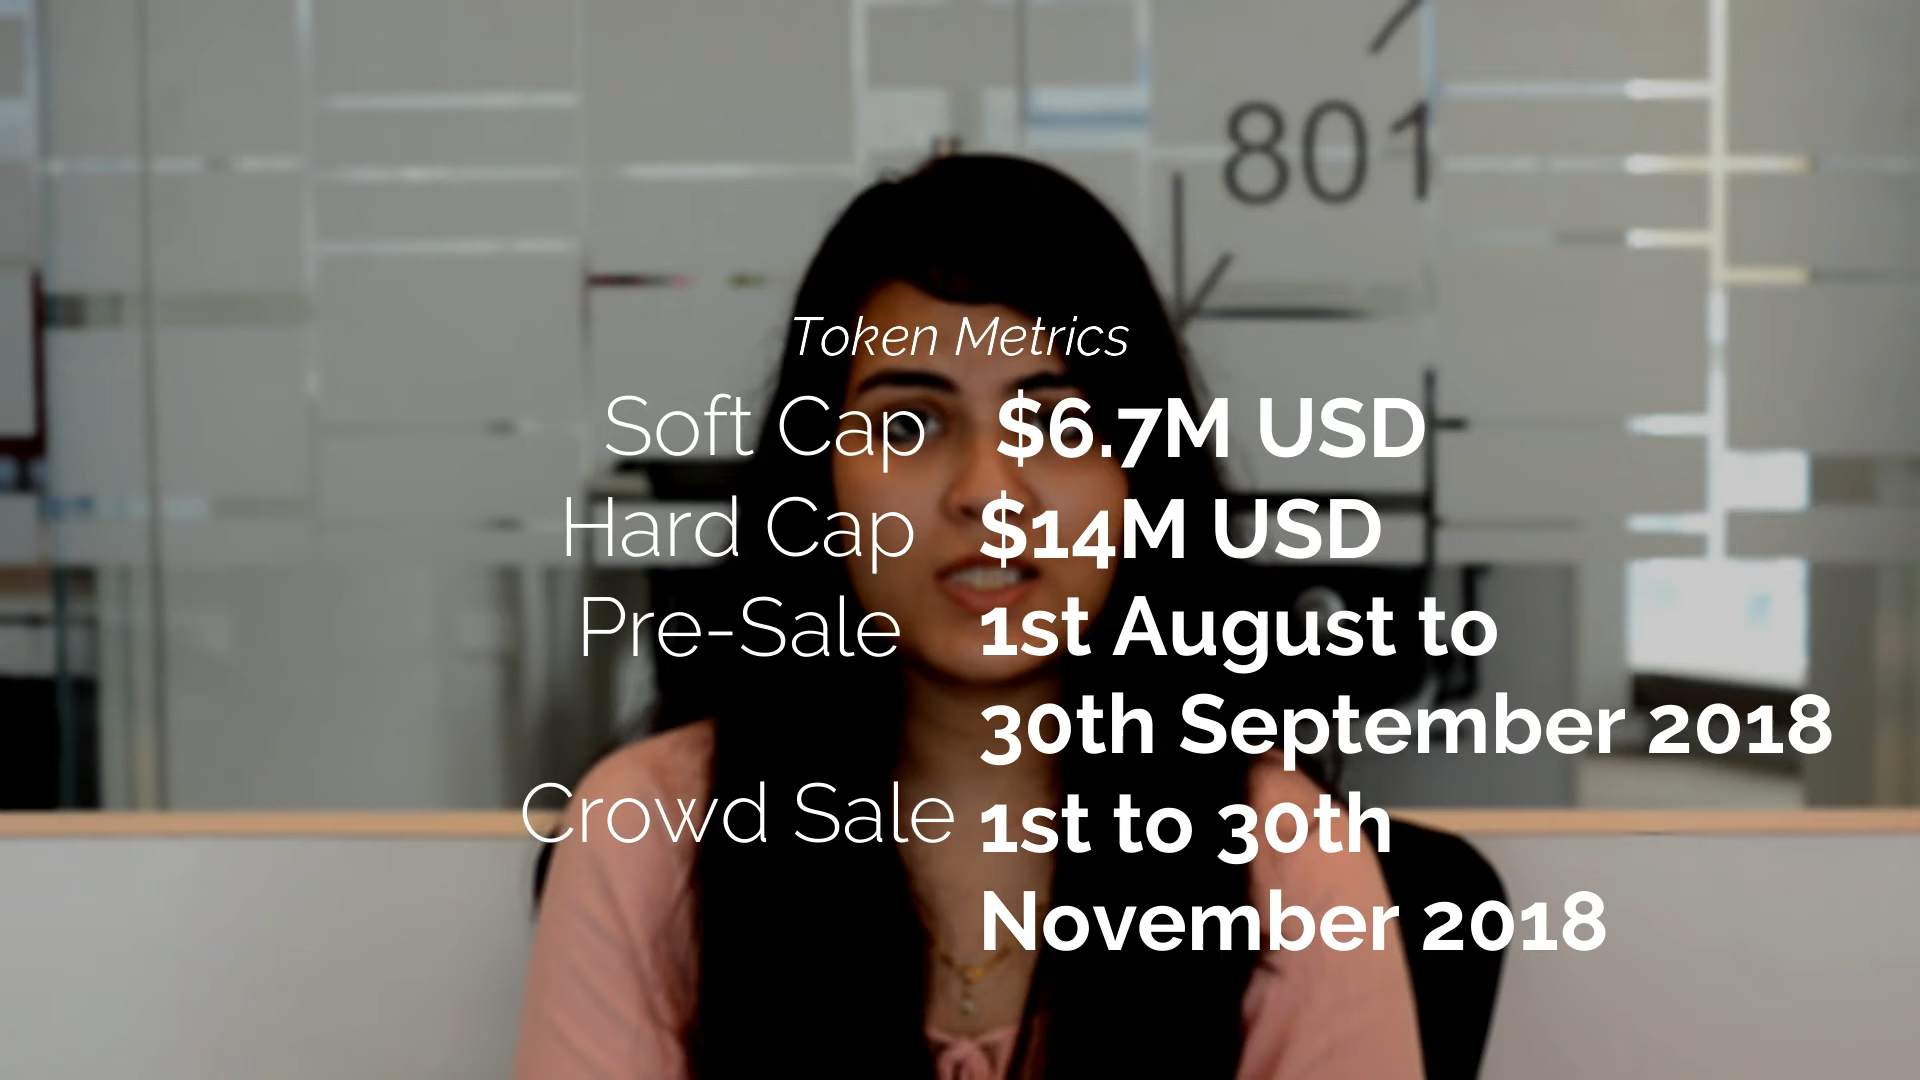 801
Token Metrics
Soft Cap $6.7M USD
Hard Cap $14M USD
Pre-Sale 1st August to
30th September 2018
Crowd Sale 1st to 30th
November 2018